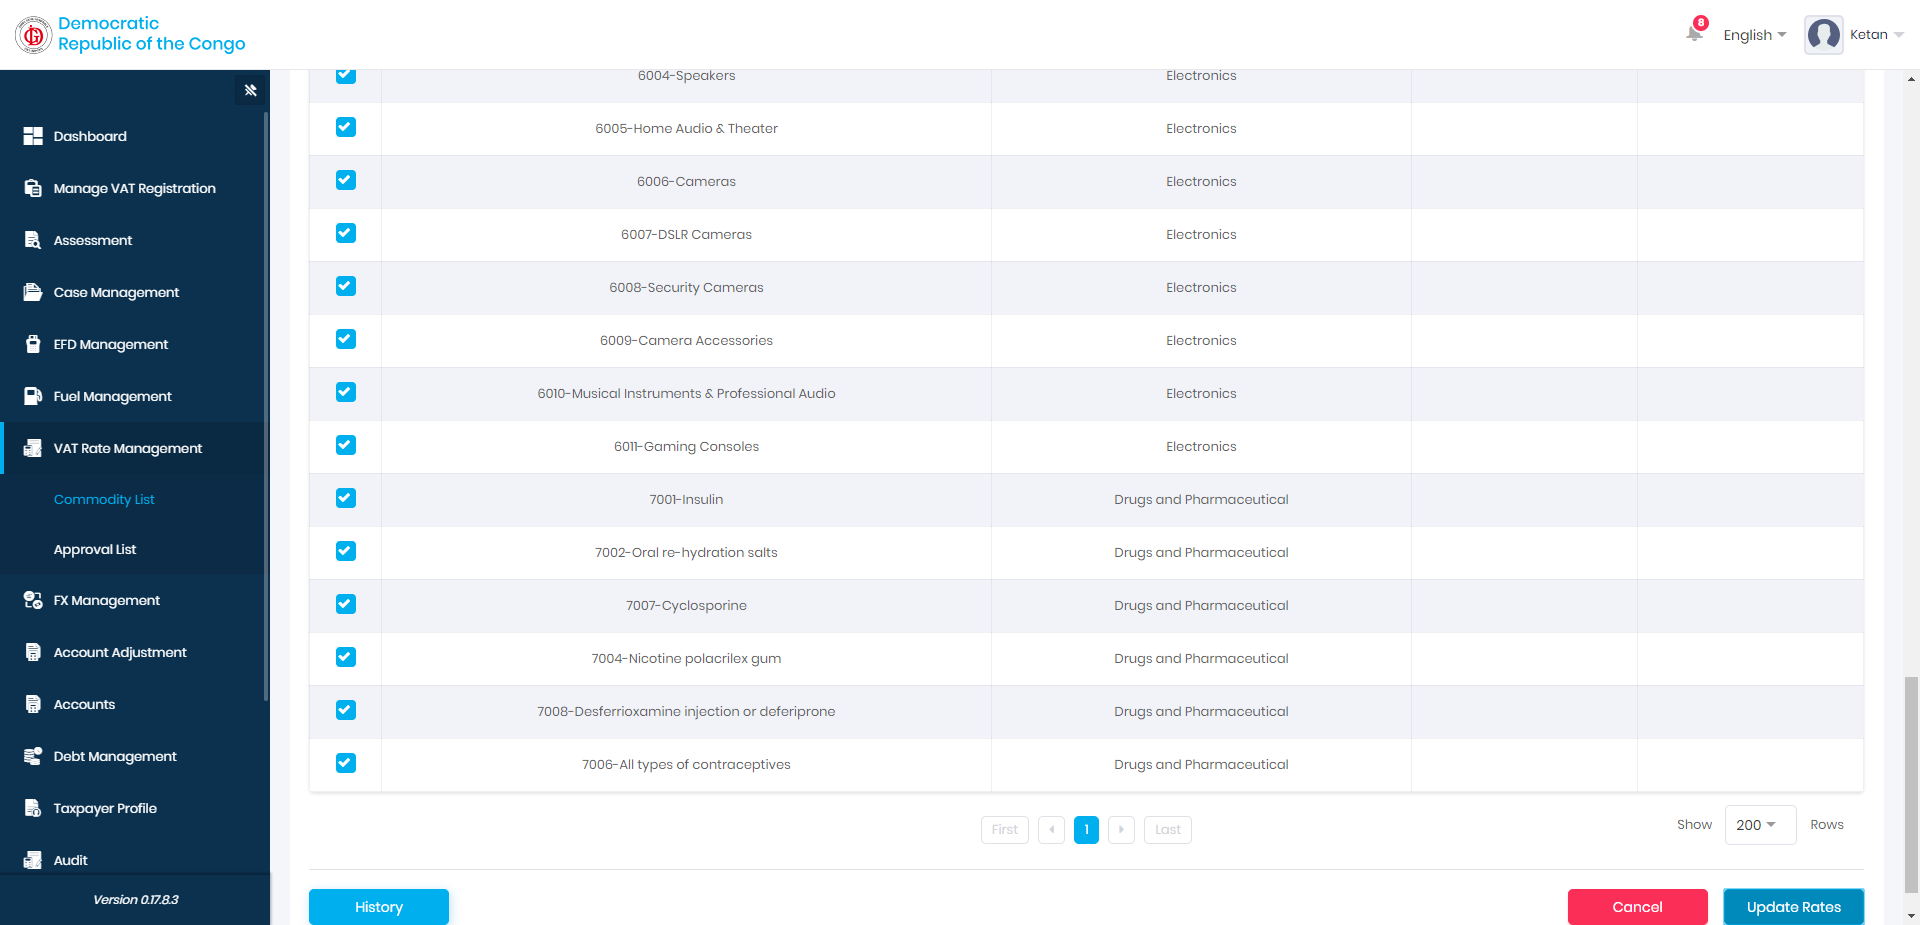 Democratic
Republic of the Congo
8
English
Ketan
Dashboard
Manage VAT Registration
Assessment
Case Management
EFD Management
Fuel Management
VAT Rate Management
Commodity List
Approval List
FX Management
Account Adjustment
Accounts
Debt Management
Taxpayer Profile
Audit
Version 0.17.8.3
6004-Speakers Electronics
6005-Home Audio & Theater Electronics
6006-Cameras Electronics
6007-DSLR Cameras Electronics
6008-Security Cameras Electronics
6009-Camera Accessories Electronics
6010-Musical Instruments & Professional Audio Electronics
6011-Gaming Consoles Electronics
7001-Insulin Drugs and Pharmaceutical
7002-Oral re-hydration salts Drugs and Pharmaceutical
7007-Cyclosporine Drugs and Pharmaceutical
7004-Nicotine polacrilex gum Drugs and Pharmaceutical
7008-Desferrioxamine injection or deferiprone Drugs and Pharmaceutical
7006-All types of contraceptives Drugs and Pharmaceutical
First 1 Last
Show 200 Rows
History Cancel Update Rates